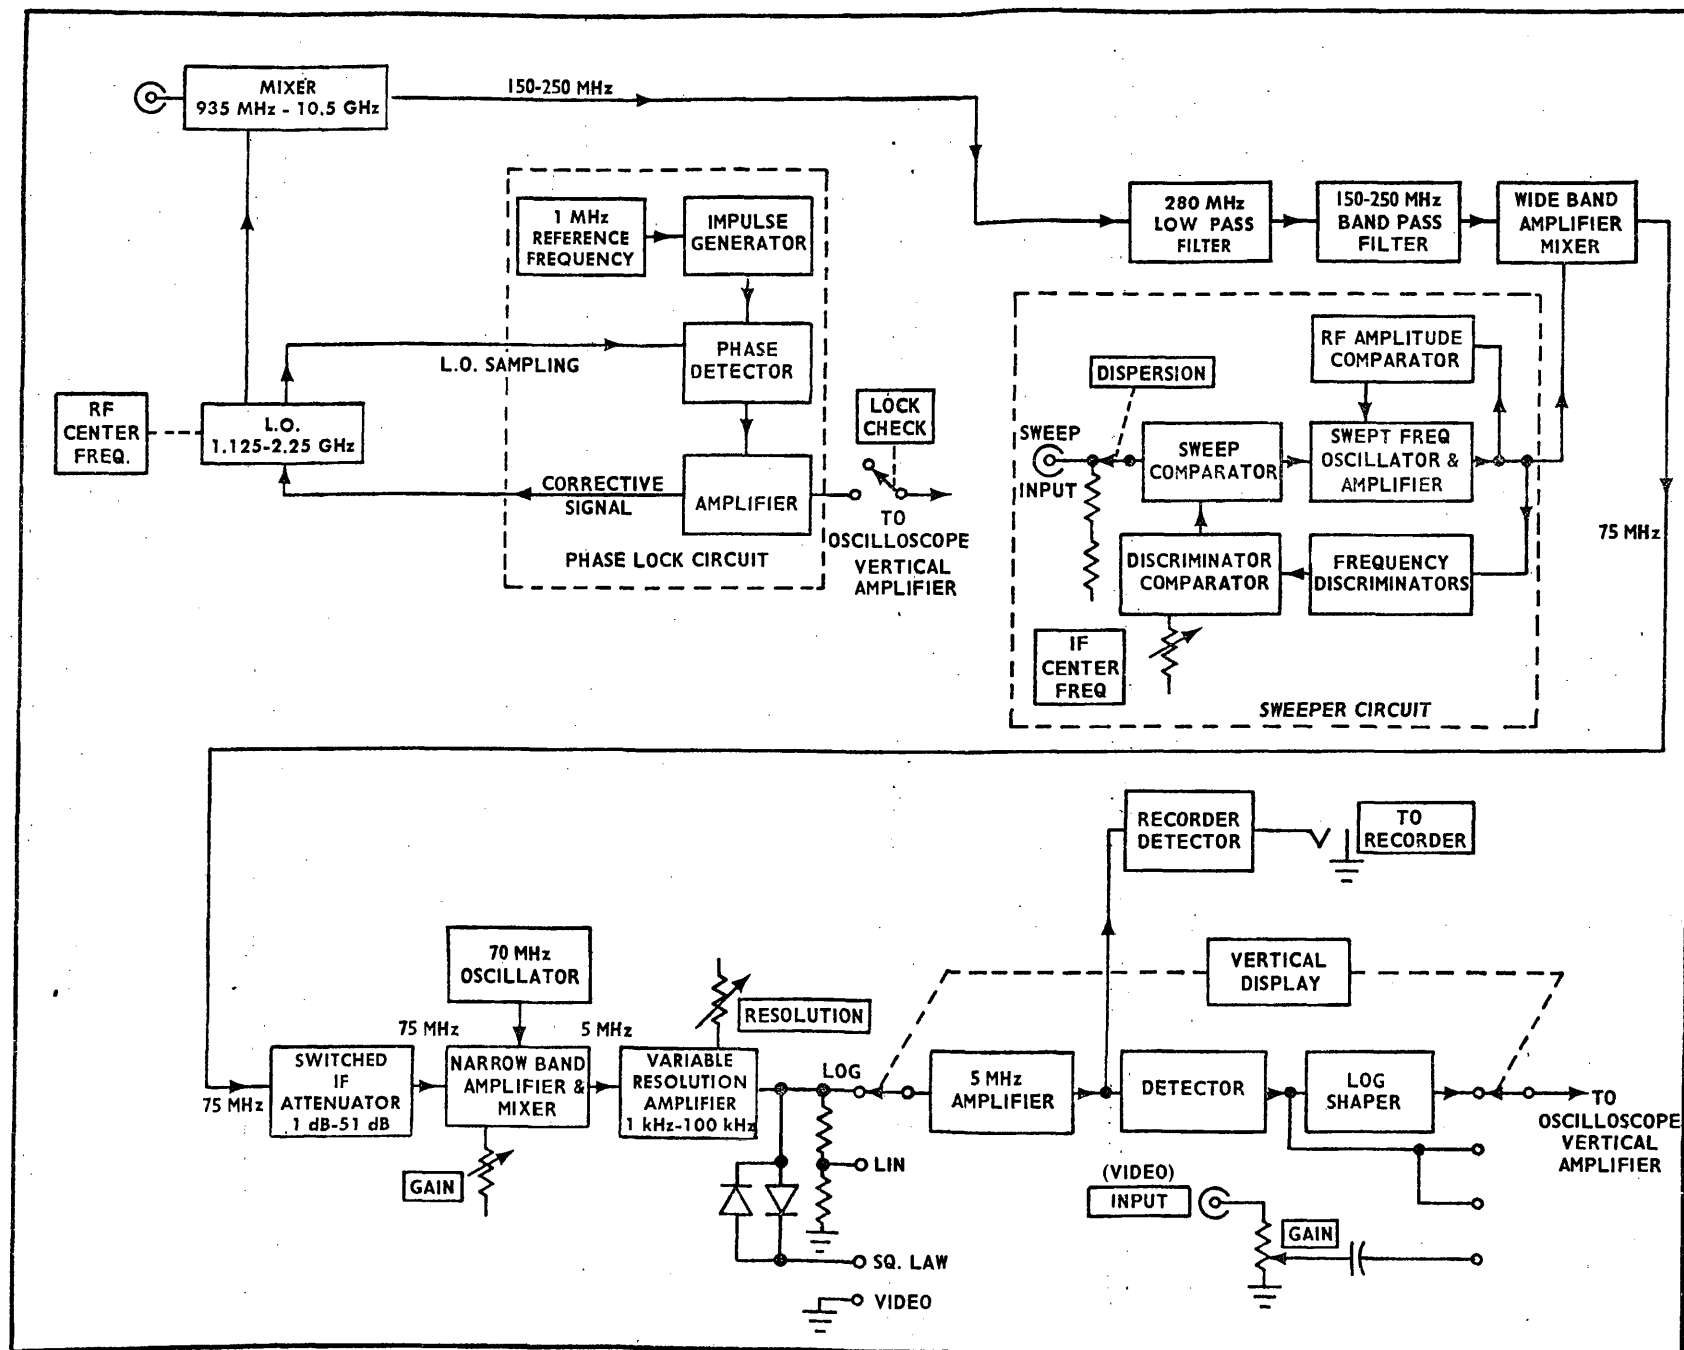 MIXER
935 MHz - 10.5 GHz
150-250 MHz
1 MHz
REFERENCE
FREQUENCY
IMPULSE
GENERATOR
280 MHz
LOW PASS
FILTER
150-250 MHz
BAND PASS
FILTER
WIDE BAND
AMPLIFIER
MIXER
L.O. SAMPLING
PHASE
DETECTOR
RF AMPLITUDE
COMPARATOR
DISPERSION
RF
CENTER
FREQ.
L.O.
1.125-2.25 GHz
LOCK
CHECK
SWEEP
INPUT
SWEEP
COMPARATOR
SWEPT FREQ
OSCILLATOR &
AMPLIFIER
CORRECTIVE
SIGNAL
AMPLIFIER
TO
OSCILLOSCOPE
VERTICAL
AMPLIFIER
75 MHz
PHASE LOCK CIRCUIT
DISCRIMINATOR
COMPARATOR
FREQUENCY
DISCRIMINATORS
IF
CENTER
FREQ
SWEEPER CIRCUIT
RECORDER
DETECTOR
TO
RECORDER
70 MHz
OSCILLATOR
VERTICAL
DISPLAY
RESOLUTION
75 MHz
5 MHz
75 MHz
SWITCHED
IF
ATTENUATOR
1 dB-51 dB
NARROW BAND
AMPLIFIER &
MIXER
VARIABLE
RESOLUTION
AMPLIFIER
1 kHz-100 kHz
LOG
5 MHz
AMPLIFIER
DETECTOR
LOG
SHAPER
TO
OSCILLOSCOPE
VERTICAL
AMPLIFIER
GAIN
LIN
(VIDEO)
INPUT
GAIN
SQ. LAW
VIDEO